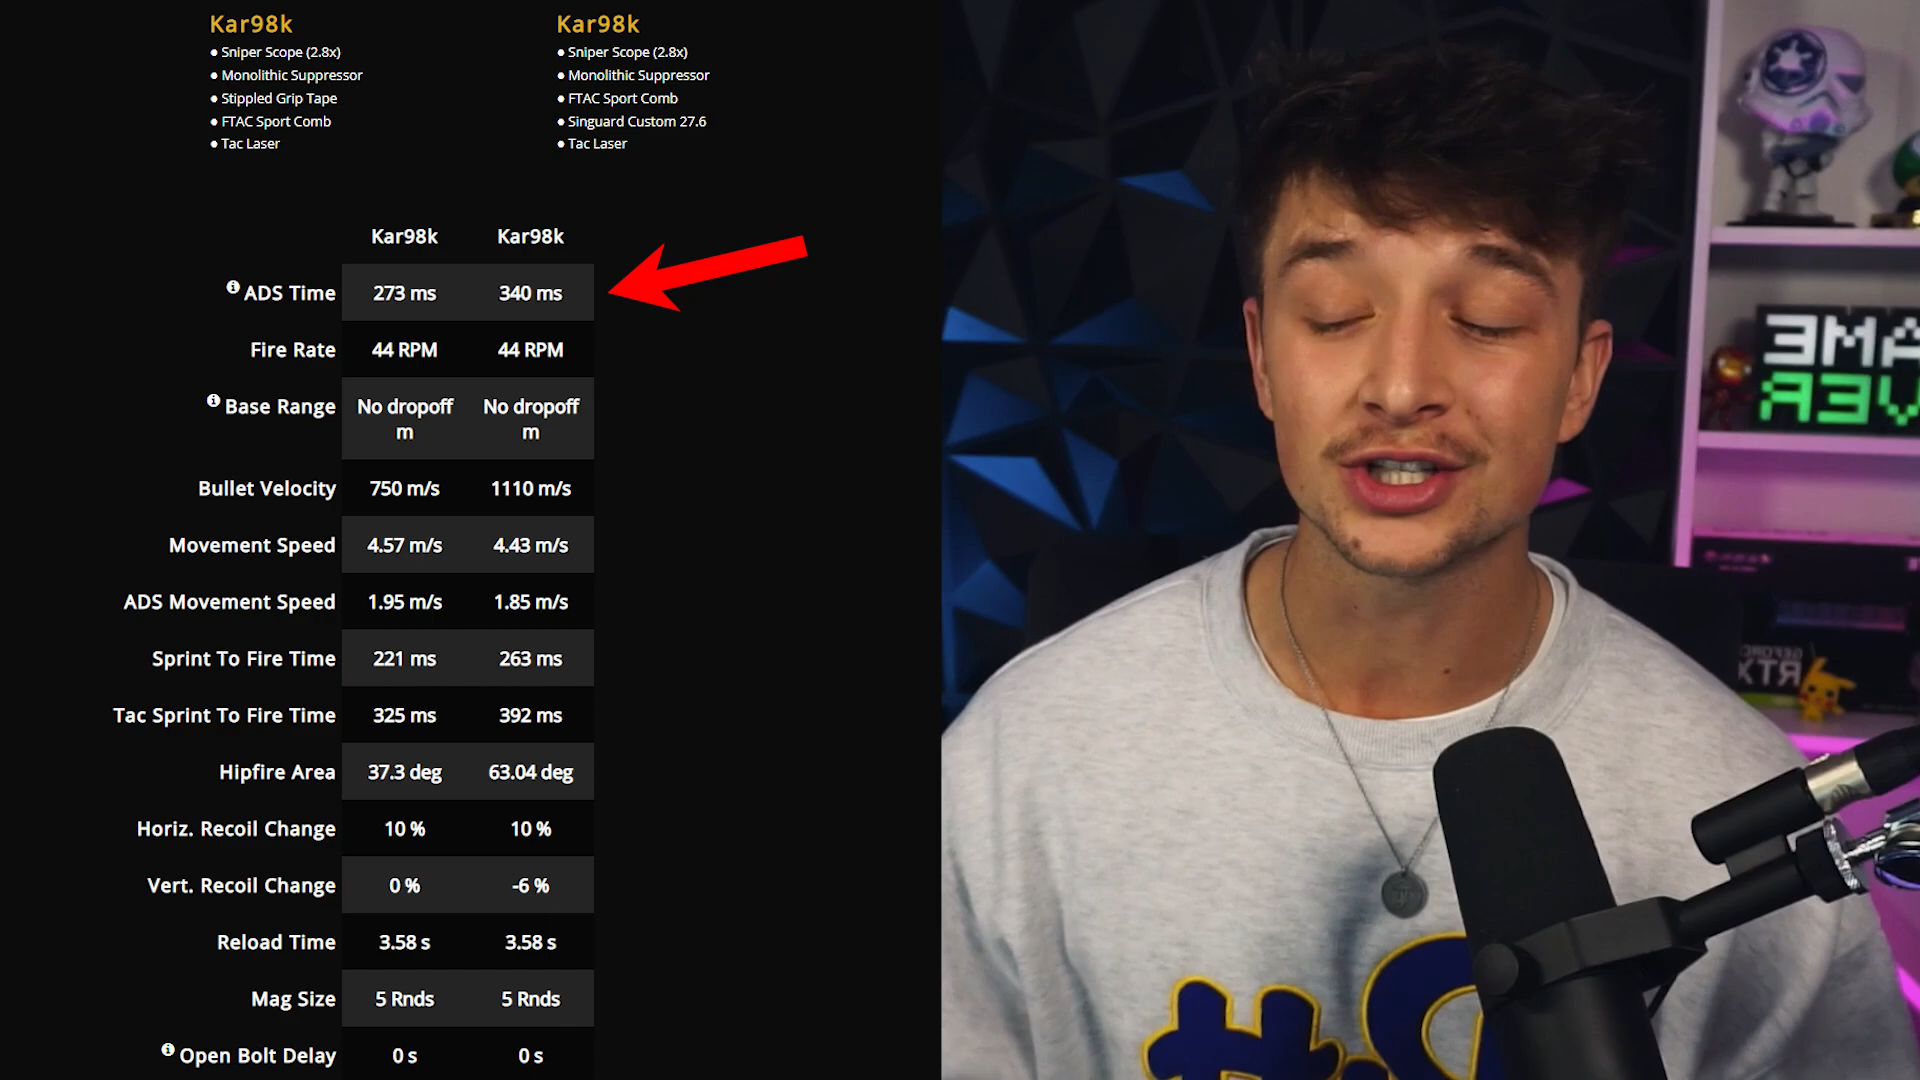 Kar98k
• Sniper Scope (2.8x)
• Monolithic Suppressor
• Stippled Grip Tape
• FTAC Sport Comb
• Tac Laser
Kar98k
• Sniper Scope (2.8x)
• Monolithic Suppressor
• FTAC Sport Comb
• Singuard Custom 27.6
• Tac Laser
Kar98k Kar98k
ADS Time 273 ms 340 ms
Fire Rate 44 RPM 44 RPM
Base Range No dropoff m No dropoff m
Bullet Velocity 750 m/s 1110 m/s
Movement Speed 4.57 m/s 4.43 m/s
ADS Movement Speed 1.95 m/s 1.85 m/s
Sprint To Fire Time 221 ms 263 ms
Tac Sprint To Fire Time 325 ms 392 ms
Hipfire Area 37.3 deg 63.04 deg
Horiz. Recoil Change 10 % 10 %
Vert. Recoil Change 0 % -6 %
Reload Time 3.58 s 3.58 s
Mag Size 5 Rnds 5 Rnds
Open Bolt Delay 0 s 0 s
AME
VER
RTX